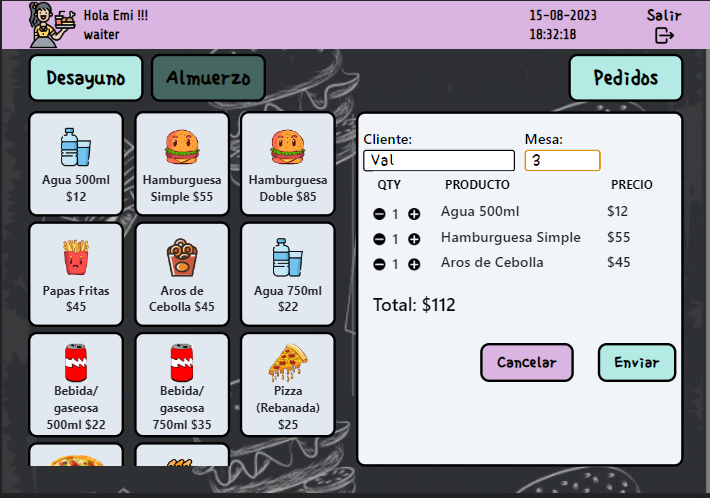 Hola Emi !!!
waiter
15-08-2023
18:32:18
Salir
Desayuno
Almuerzo
Pedidos
Agua 500ml
$12
Hamburguesa
Simple $55
Hamburguesa
Doble $85
Papas Fritas
$45
Aros de
Cebolla $45
Agua 750ml
$22
Bebida/
gaseosa
500ml $22
Bebida/
gaseosa
750ml $35
Pizza
(Rebanada)
$25
Cliente:
Mesa:
Val
3
QTY PRODUCTO PRECIO
1 Agua 500ml $12
1 Hamburguesa Simple $55
1 Aros de Cebolla $45
Total: $112
Cancelar
Enviar